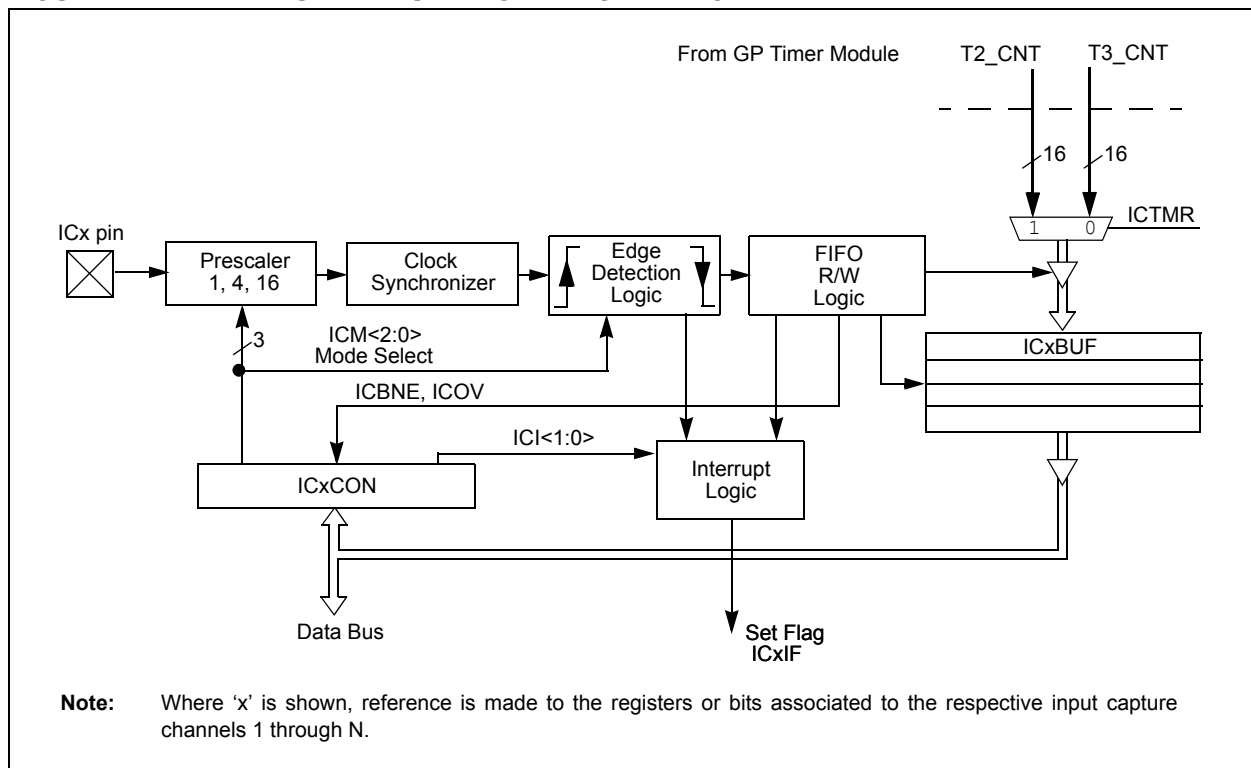 From GP Timer Module
T2_CNT
T3_CNT
16
16
ICx pin
1
0
ICTMR
Prescaler
1, 4, 16
Clock
Synchronizer
Edge
Detection
Logic
FIFO
R/W
Logic
3
ICM<2:0>
Mode Select
ICxBUF
ICBNE, ICOV
ICI<1:0>
Interrupt
Logic
ICxCON
Data Bus
Set Flag
ICxIF
Note: Where ‘x’ is shown, reference is made to the registers or bits associated to the respective input capture
channels 1 through N.